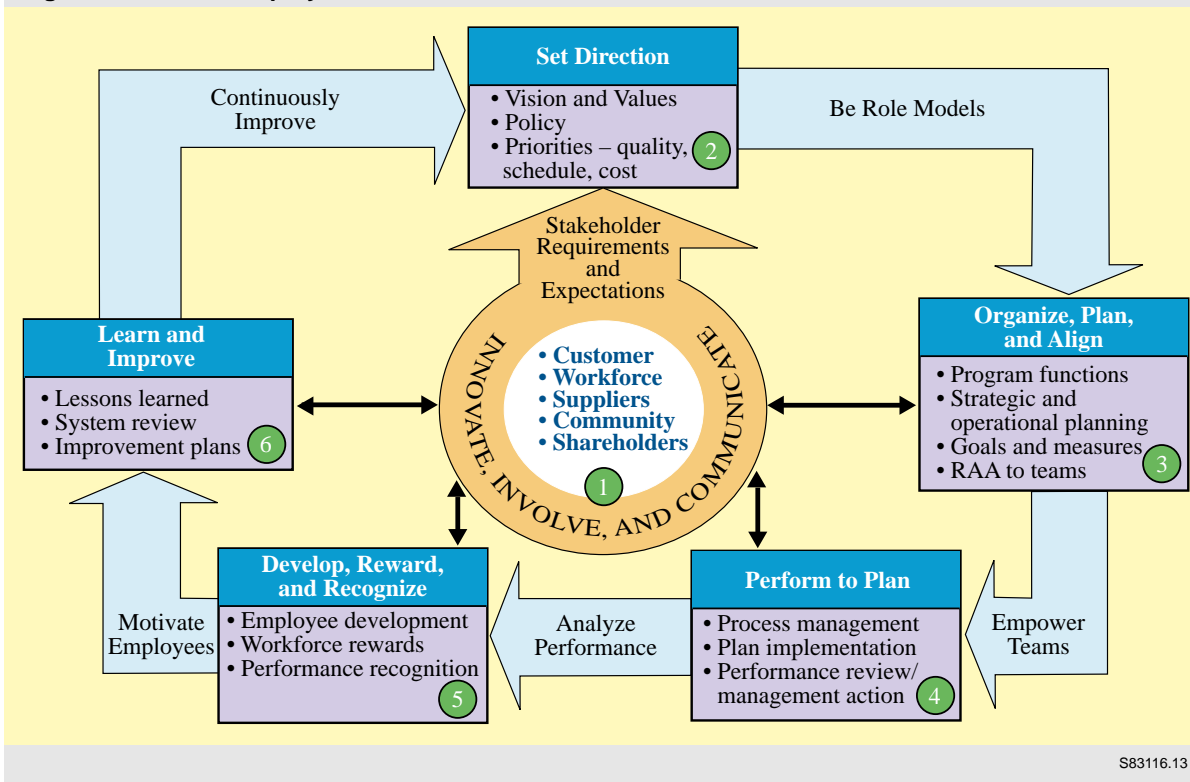 Set Direction
• Vision and Values
• Policy
• Priorities – quality,
schedule, cost
2
Continuously
Improve
Be Role Models
Stakeholder
Requirements
and
Expectations
INNOVATE, INVOLVE, AND COMMUNICATE
• Customer
• Workforce
• Suppliers
• Community
• Shareholders
1
Organize, Plan,
and Align
• Program functions
• Strategic and
operational planning
• Goals and measures
• RAA to teams
3
Empower
Teams
Perform to Plan
• Process management
• Plan implementation
• Performance review/
management action
4
Analyze
Performance
Develop, Reward,
and Recognize
• Employee development
• Workforce rewards
• Performance recognition
5
Motivate
Employees
Learn and
Improve
• Lessons learned
• System review
• Improvement plans
6
S83116.13